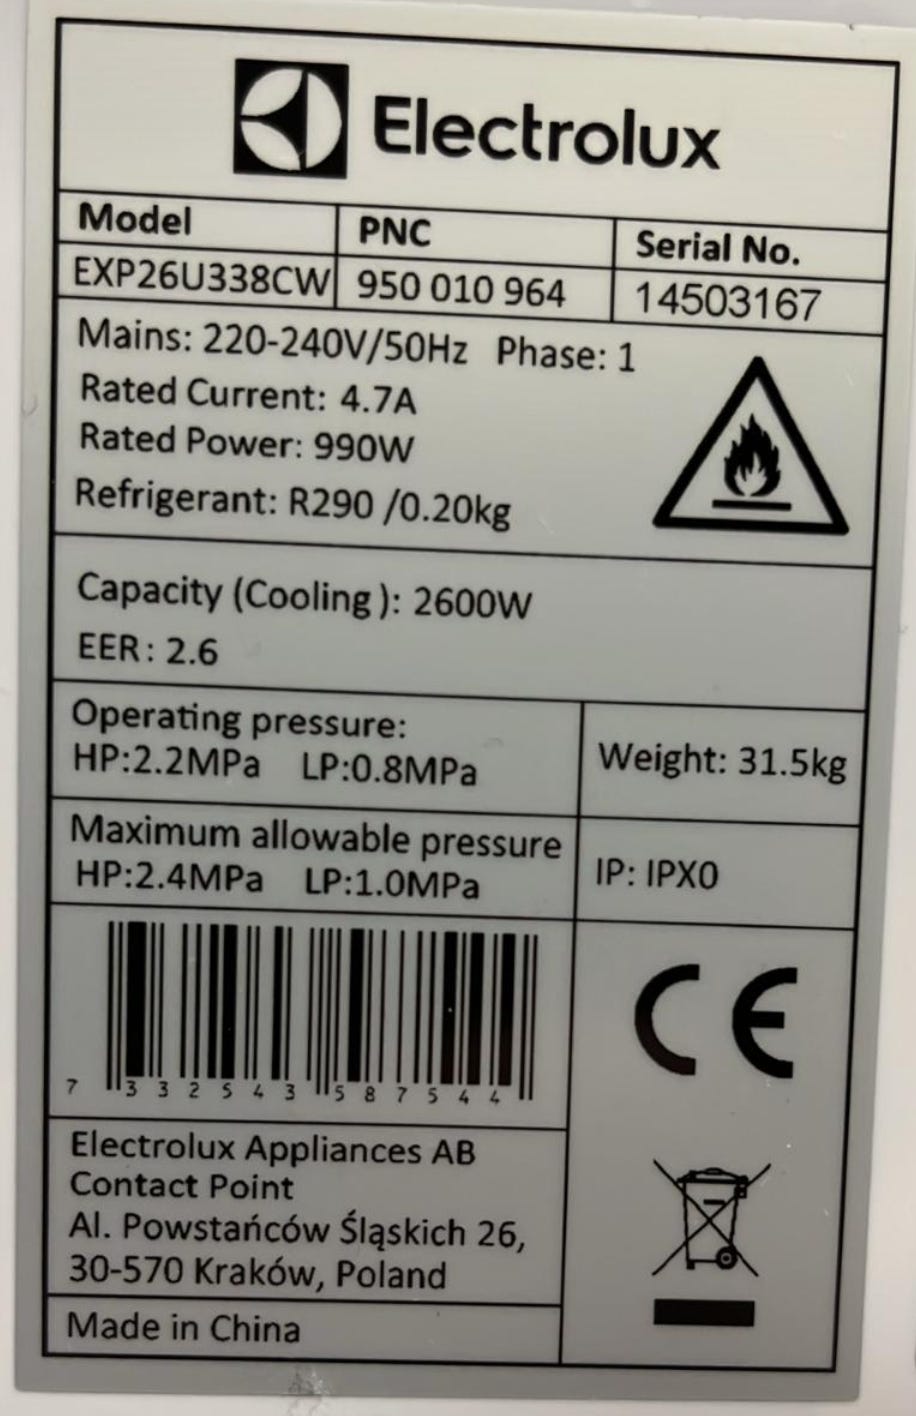 Electrolux
Model PNC Serial No.
EXP26U338CW 950 010 964 14503167
Mains: 220-240V/50Hz Phase: 1
Rated Current: 4.7A
Rated Power: 990W
Refrigerant: R290 /0.20kg
Capacity (Cooling ): 2600W
EER: 2.6
Operating pressure:
HP:2.2MPa LP:0.8MPa
Weight: 31.5kg
Maximum allowable pressure
HP:2.4MPa LP:1.0MPa
IP: IPX0
CE
7 332543 587544
Electrolux Appliances AB
Contact Point
Al. Powstańców Śląskich 26,
30-570 Kraków, Poland
Made in China